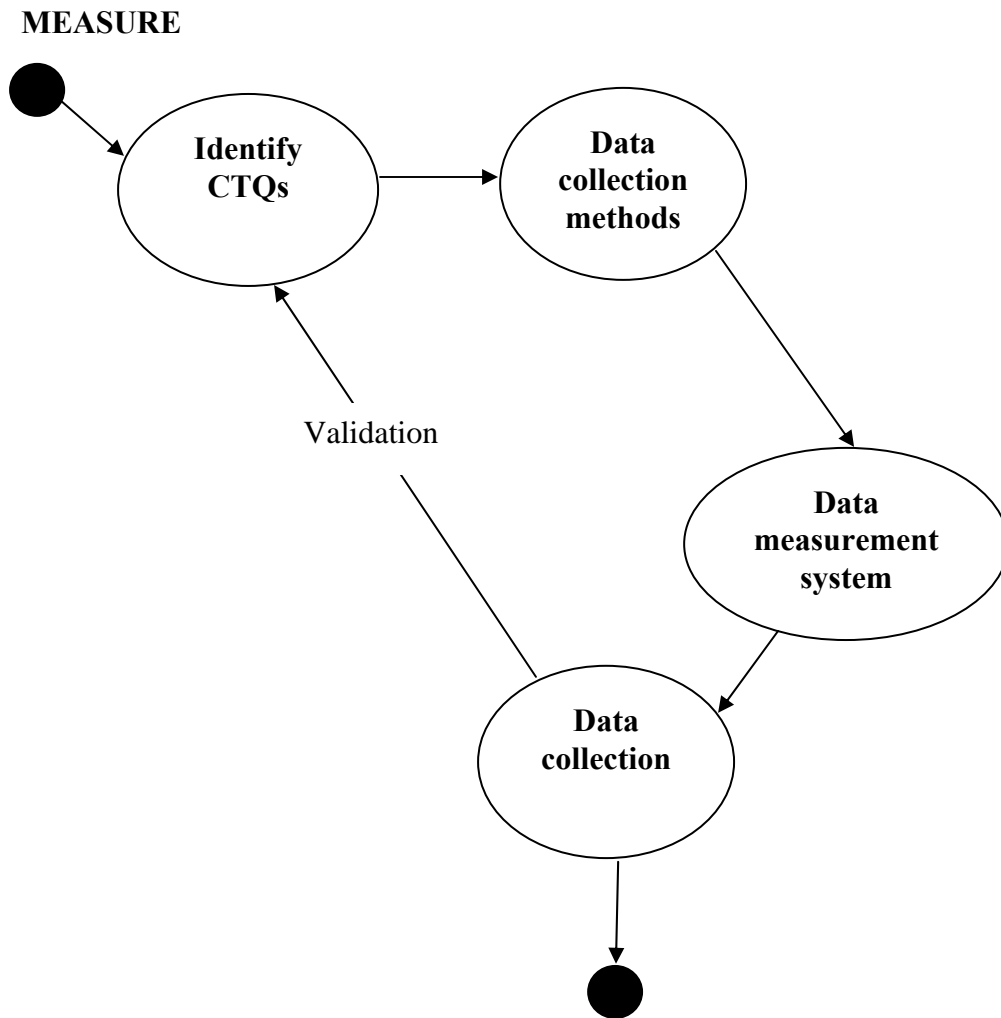 MEASURE
Identify
CTQs
Data
collection
methods
Validation
Data
measurement
system
Data
collection